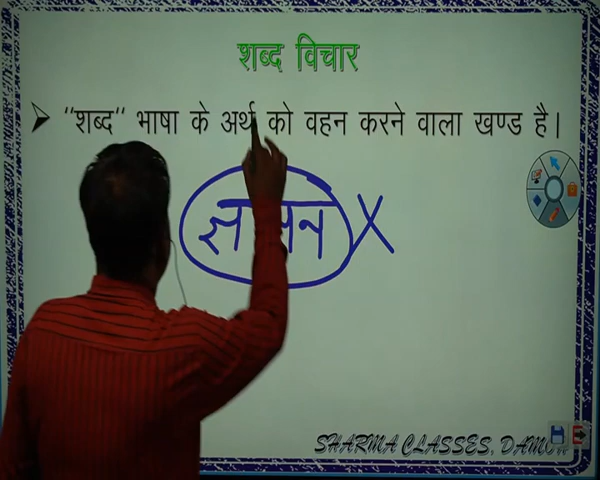 शब्द विचार
"शब्द" भाषा के अर्थ को वहन करने वाला खण्ड है।
X
SHARMA CLASSES,